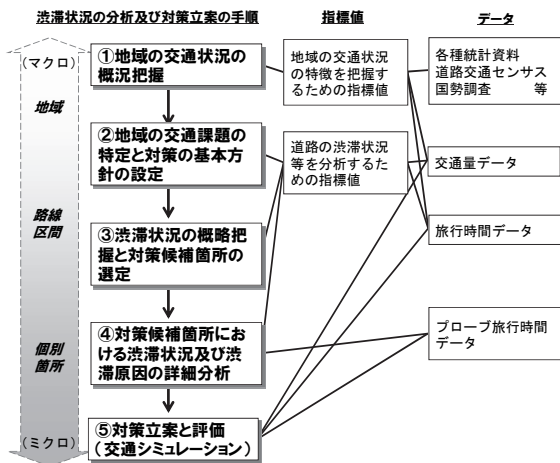 渋滞状況の分析及び対策立案の手順
指標値
データ
(マクロ)
地域
路線
区間
個別
箇所
(ミクロ)
①地域の交通状況の
概況把握
②地域の交通課題の
特定と対策の基本方
針の設定
③渋滞状況の概略把
握と対策候補箇所の
選定
④対策候補箇所にお
ける渋滞状況及び渋
滞原因の詳細分析
⑤対策立案と評価
(交通シミュレーション)
地域の交通状況
の特徴を把握す
るための指標値
道路の渋滞状況
等を分析するた
めの指標値
各種統計資料
道路交通センサス
国勢調査 等
交通量データ
旅行時間データ
プローブ旅行時間
データ